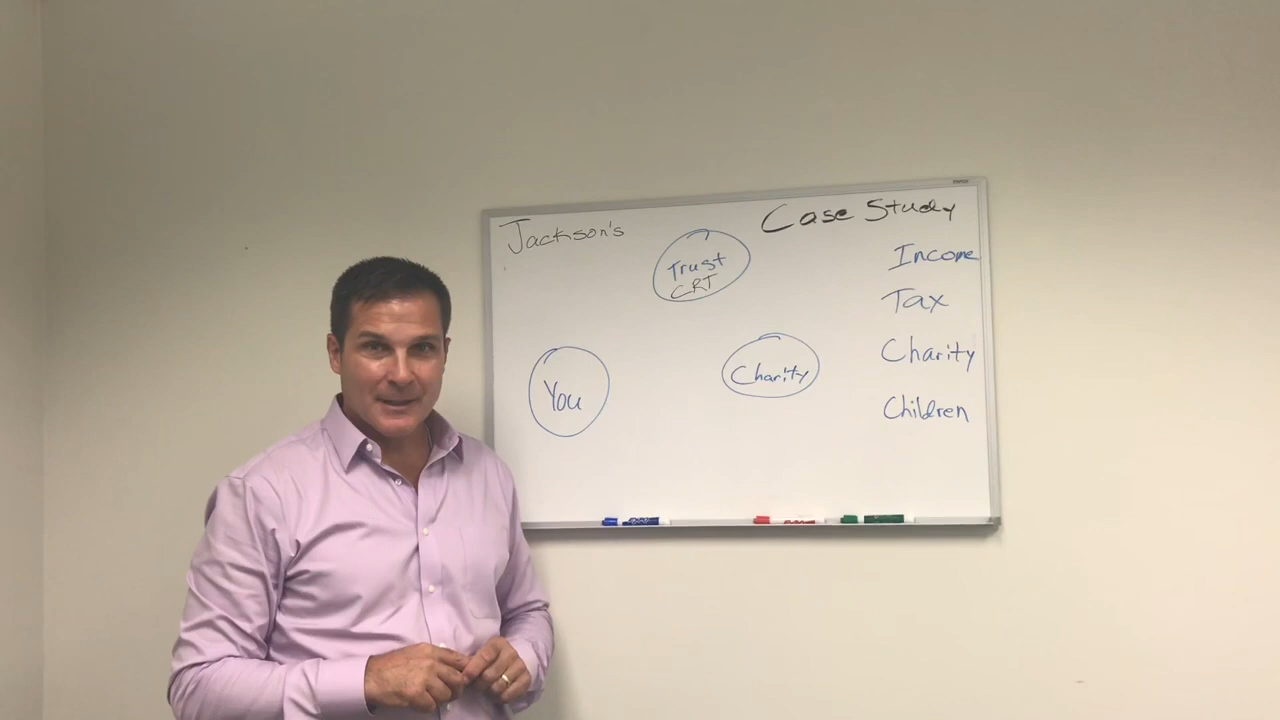 Jackson's
Case Study
Trust
CRT
You
Charity
Income
Tax
Charity
Children